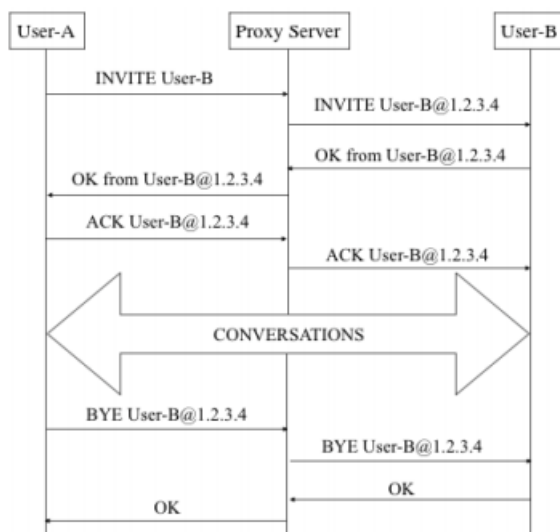 User-A
Proxy Server
User-B
INVITE User-B
INVITE User-B@1.2.3.4
OK from User-B@1.2.3.4
OK from User-B@1.2.3.4
ACK User-B@1.2.3.4
ACK User-B@1.2.3.4
CONVERSATIONS
BYE User-B@1.2.3.4
BYE User-B@1.2.3.4
OK
OK